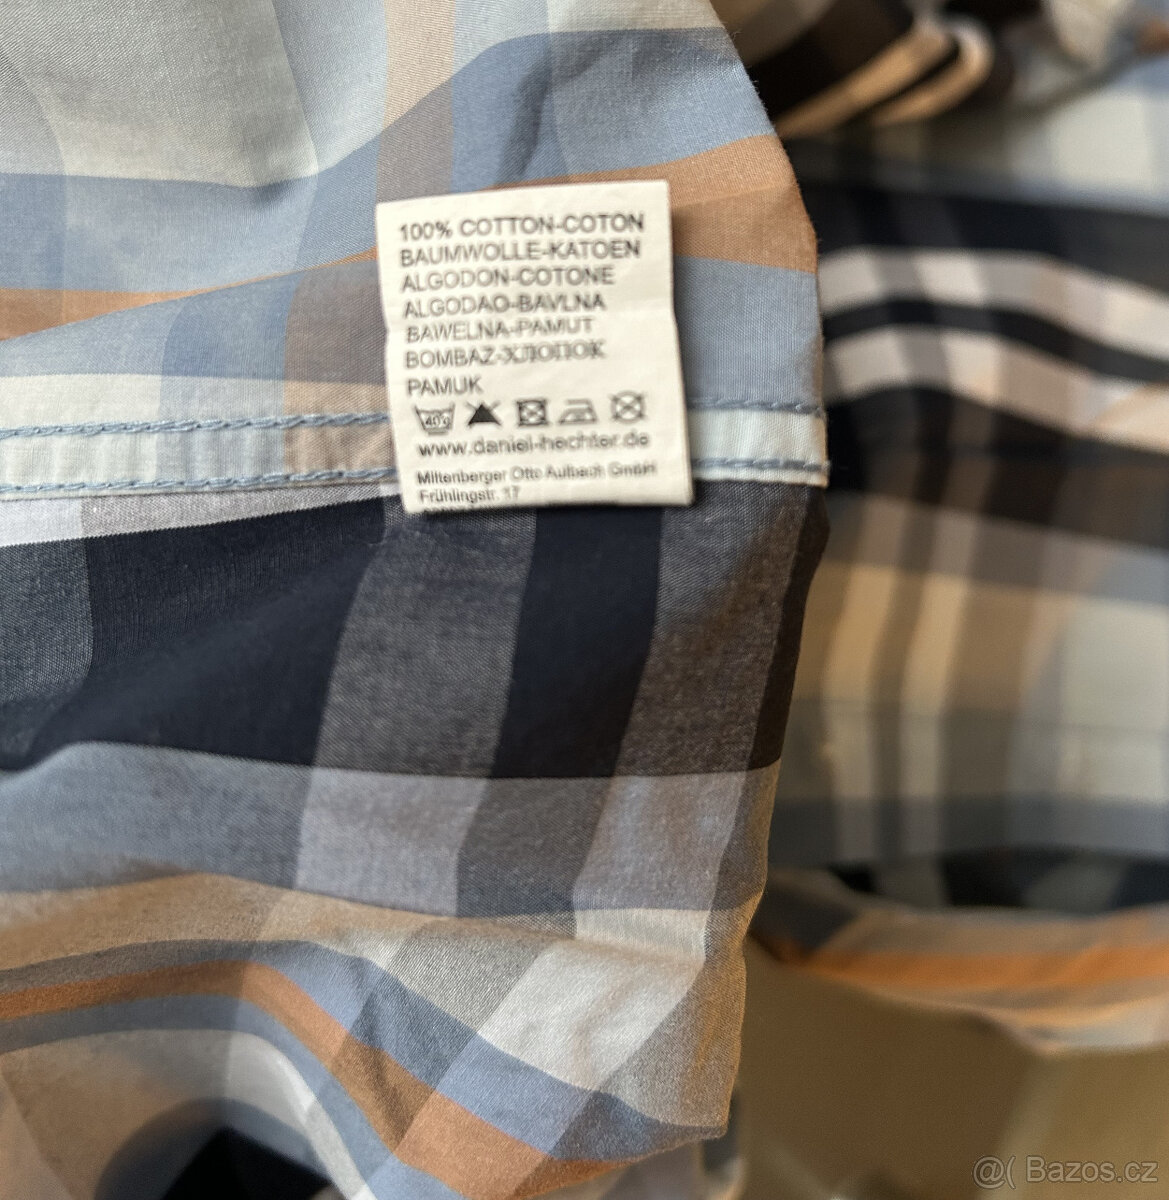 100% COTTON-COTON
BAUMWOLLE-KATOEN
ALGODON-COTONE
ALGODAO-BAVLNA
BAWELNA-PAMUT
BOMBAZ-ХЛОПОК
PAMUK
40°
www.daniel-hechter.de
Miltenberger Otto Aulbach GmbH
Frühlingstr. 17
@( Bazos.cz